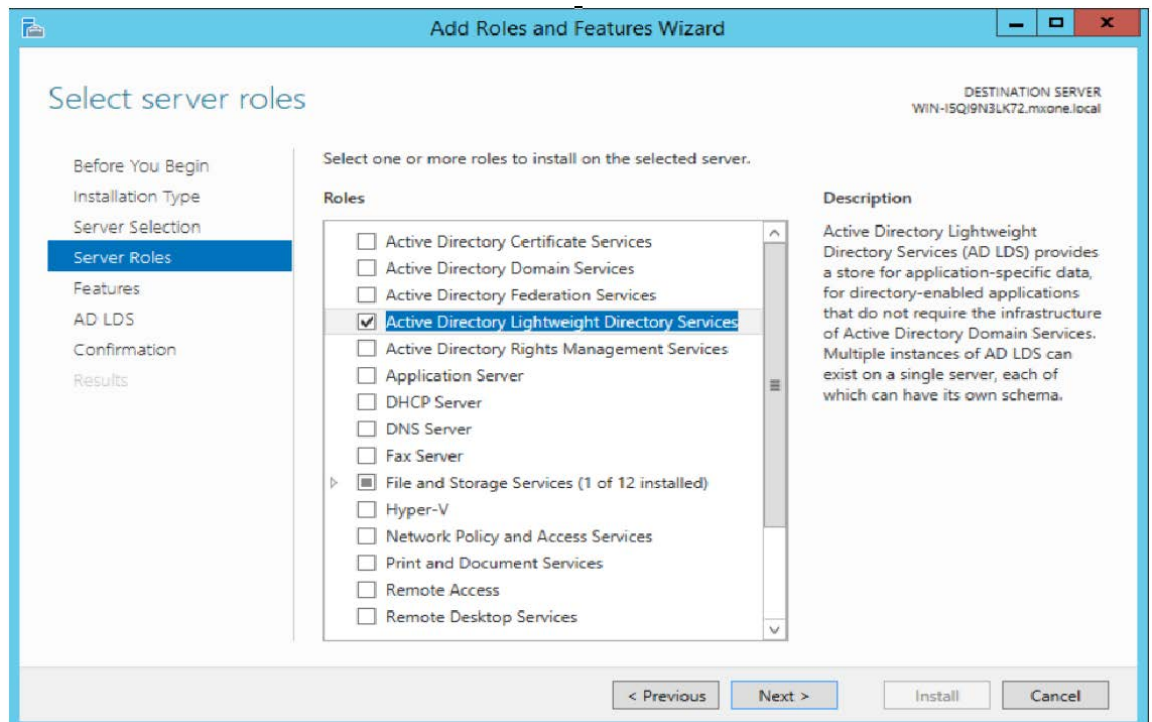 Add Roles and Features Wizard
Select server roles
DESTINATION SERVER
WIN-I5QI9N3LK72.mxone.local
Before You Begin
Installation Type
Server Selection
Server Roles
Features
AD LDS
Confirmation
Results
Select one or more roles to install on the selected server.
Roles
Active Directory Certificate Services
Active Directory Domain Services
Active Directory Federation Services
Active Directory Lightweight Directory Services
Active Directory Rights Management Services
Application Server
DHCP Server
DNS Server
Fax Server
File and Storage Services (1 of 12 installed)
Hyper-V
Network Policy and Access Services
Print and Document Services
Remote Access
Remote Desktop Services
Description
Active Directory Lightweight
Directory Services (AD LDS) provides
a store for application-specific data,
for directory-enabled applications
that do not require the infrastructure
of Active Directory Domain Services.
Multiple instances of AD LDS can
exist on a single server, each of
which can have its own schema.
< Previous
Next >
Install
Cancel